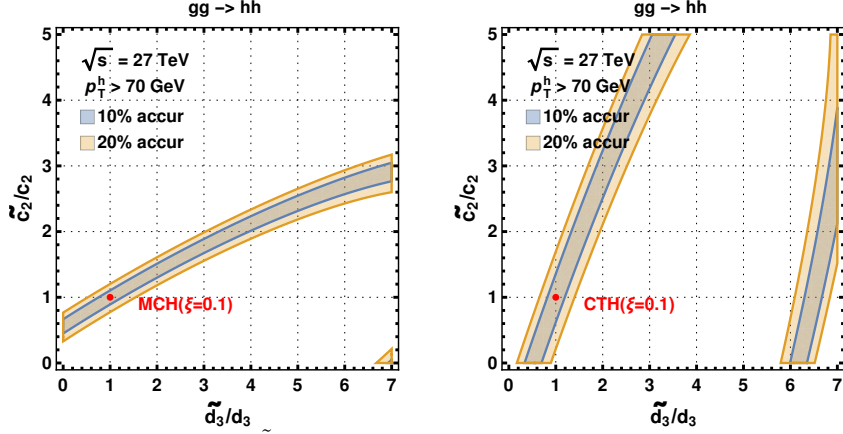 gg -> hh
5
4
3
2
1
0
c̃₂/c₂
√s = 27 TeV
p_T^h > 70 GeV
10% accur
20% accur
MCH(ξ=0.1)
0 1 2 3 4 5 6 7
d̃₃/d₃
gg -> hh
5
4
3
2
1
0
c̃₂/c₂
√s = 27 TeV
p_T^h > 70 GeV
10% accur
20% accur
CTH(ξ=0.1)
0 1 2 3 4 5 6 7
d̃₃/d₃